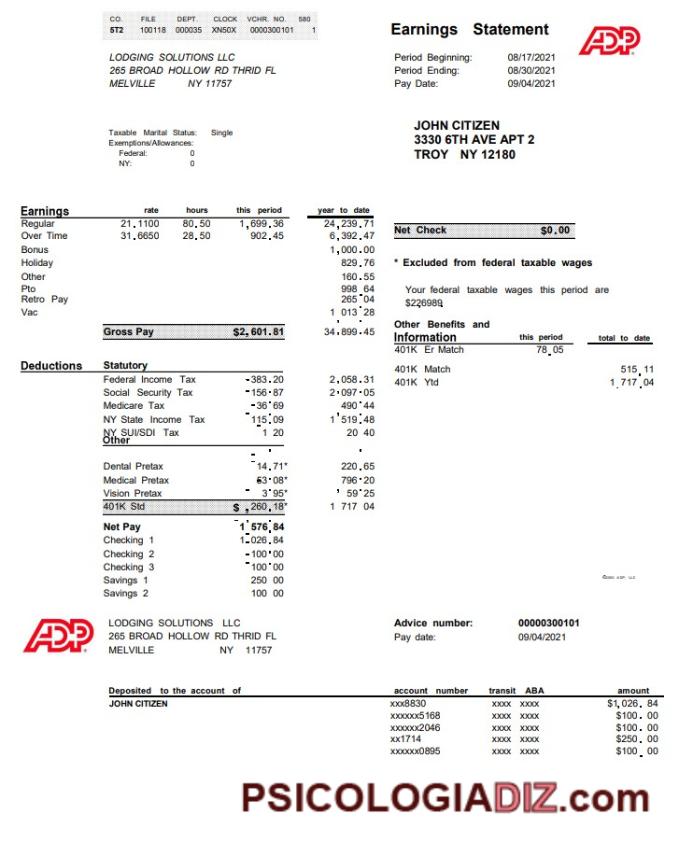 CO. FILE DEPT. CLOCK VCHR. NO. 580
5T2 100118 000035 XN50X 0000300101 1
Earnings Statement
ADP
LODGING SOLUTIONS LLC
265 BROAD HOLLOW RD THRID FL
MELVILLE NY 11757
Period Beginning: 08/17/2021
Period Ending: 08/30/2021
Pay Date: 09/04/2021
Taxable Marital Status: Single
Exemptions/Allowances:
Federal: 0
NY: 0
JOHN CITIZEN
3330 6TH AVE APT 2
TROY NY 12180
Earnings rate hours this period year to date
Regular 21.1100 80.50 1,699.36 24,239.71
Over Time 31.6650 28.50 902.45 6,392.47
Bonus 1,000.00
Holiday 829.76
Other 160.55
Pto 998.64
Retro Pay 265.04
Vac 1 013.28
Gross Pay $2,601.81 34,899.45
Net Check $0.00
* Excluded from federal taxable wages
Your federal taxable wages this period are
$226989
Other Benefits and
Information this period total to date
401K Er Match 78.05
401K Match 515.11
401K Ytd 1,717.04
Deductions Statutory
Federal Income Tax -383.20 2,058.31
Social Security Tax -156.87 2,097.05
Medicare Tax -36.69 490.44
NY State Income Tax -115.09 1,519.48
NY SUI/SDI Tax -1.20 20.40
Other
Dental Pretax -14.71* 220.65
Medical Pretax -53.08* 796.20
Vision Pretax -3.95* 59.25
401K Std $ ,260.18* 1 717 04
Net Pay 1 576.84
Checking 1 1-026.84
Checking 2 -100.00
Checking 3 -100.00
Savings 1 250 00
Savings 2 100 00
ADP
LODGING SOLUTIONS LLC
265 BROAD HOLLOW RD THRID FL
MELVILLE NY 11757
Advice number: 00000300101
Pay date: 09/04/2021
Deposited to the account of account number transit ABA amount
JOHN CITIZEN xxx8830 xxxx xxxx $1,026.84
xxxxxx5168 xxxx xxxx $100.00
xxxxxx2046 xxxx xxxx $100.00
xx1714 xxxx xxxx $250.00
xxxxxx0895 xxxx xxxx $100.00
PSICOLOGIADIZ.com